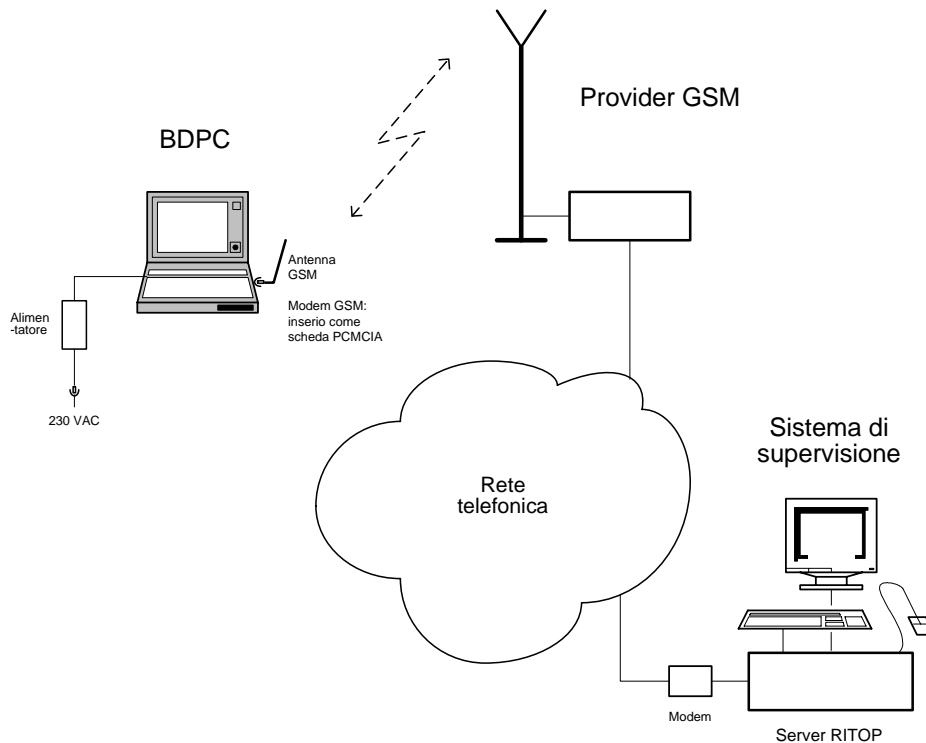 Provider GSM
BDPC
Antenna
GSM
Modem GSM:
inserio come
scheda PCMCIA
Alimen
-tatore
230 VAC
Rete
telefonica
Sistema di
supervisione
Modem
Server RITOP